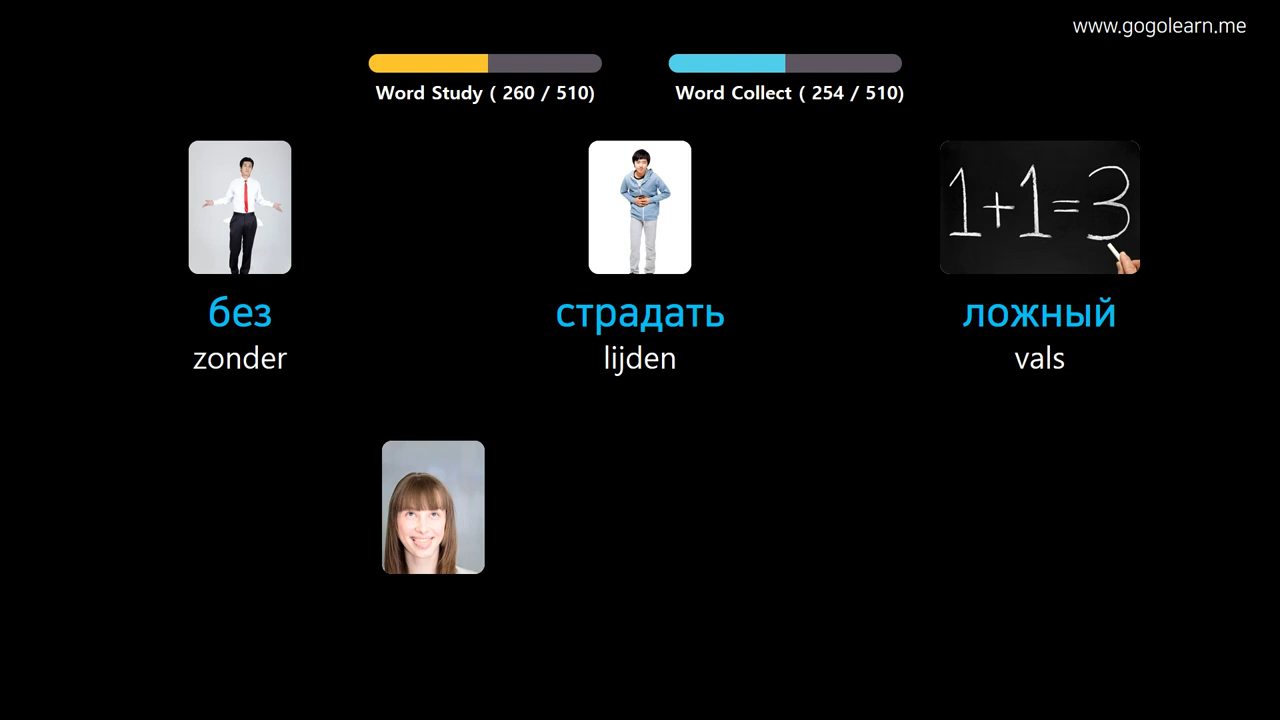 www.gogolearn.me
Word Study ( 260 / 510)
Word Collect ( 254 / 510)
1+1=3
без
страдать
ложный
zonder
lijden
vals